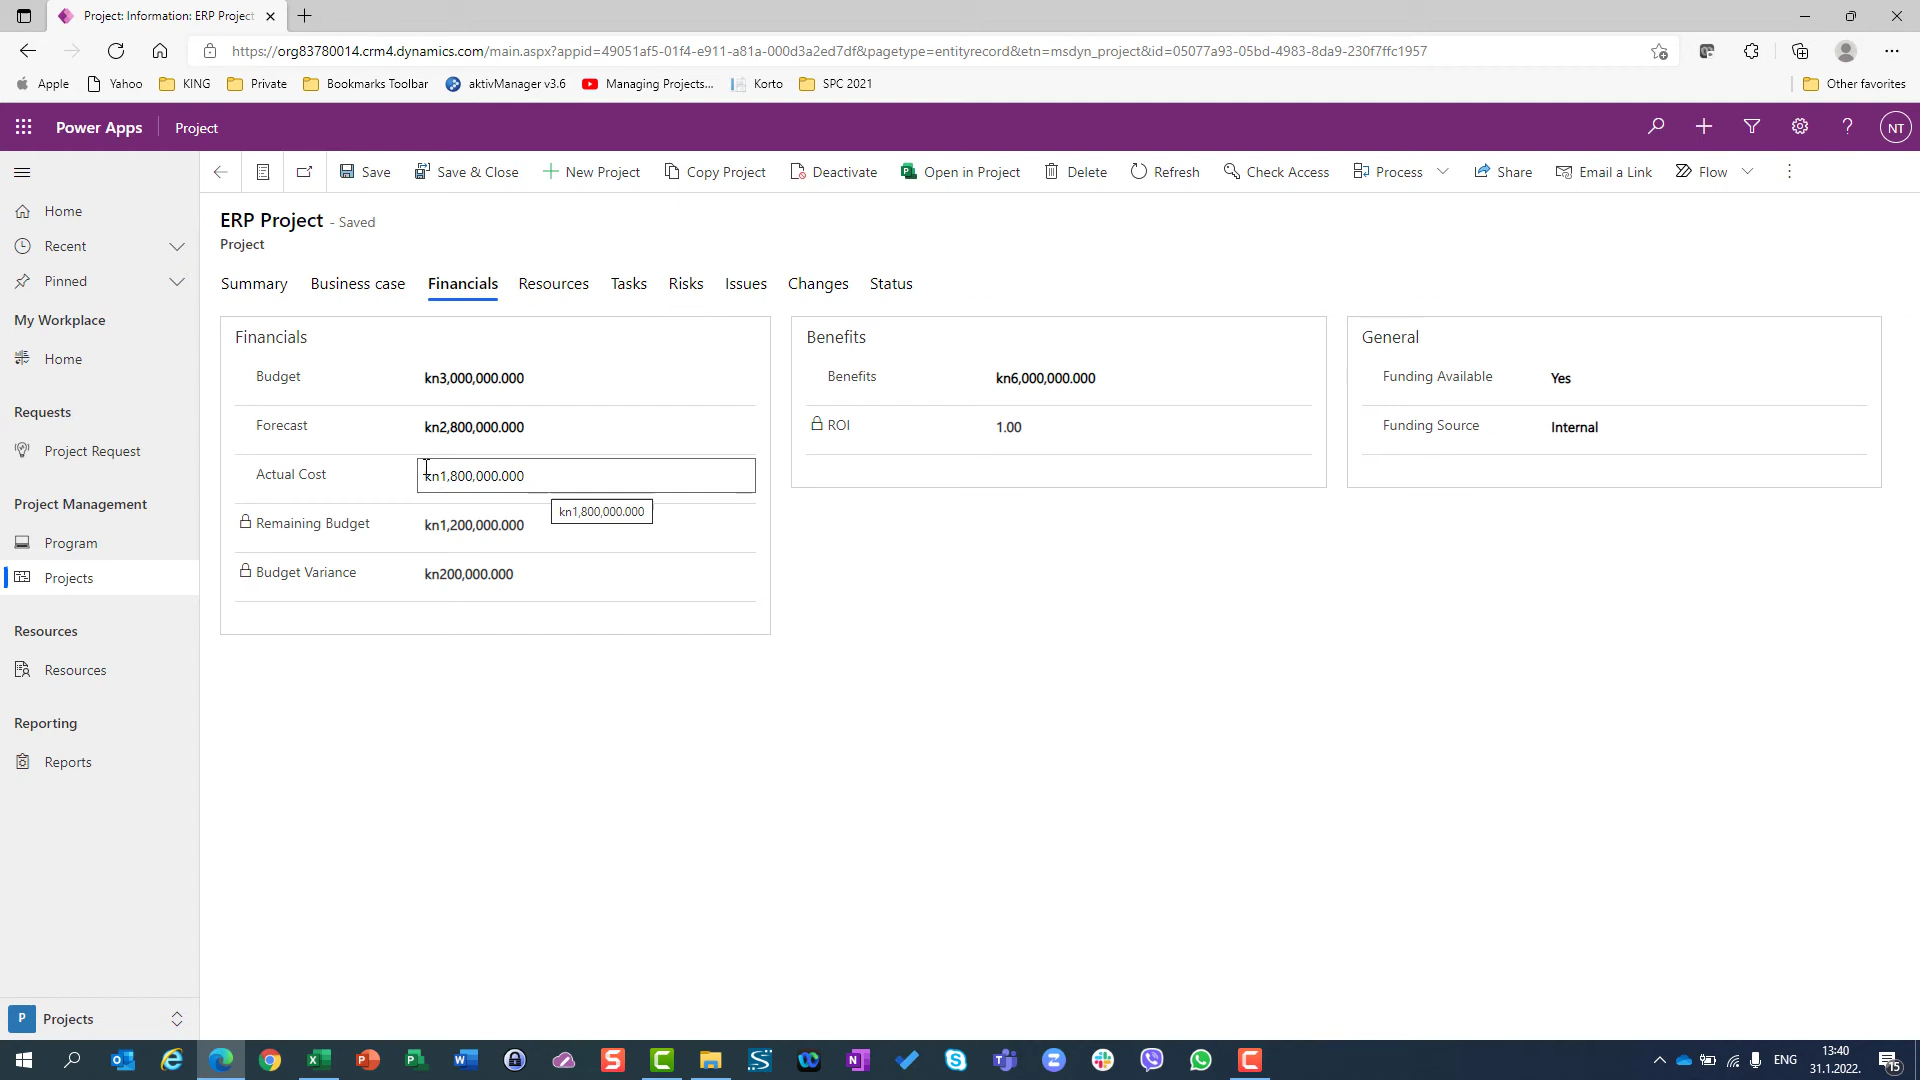 Project: Information: ERP Project
https://org83780014.crm4.dynamics.com/main.aspx?appid=49051af5-01f4-e911-a81a-000d3a2ed7df&pagetype=entityrecord&etn=msdyn_project&id=05077a93-05bd-4983-8da9-230f7ffc1957
Apple Yahoo KING Private Bookmarks Toolbar aktivManager v3.6 Managing Projects... Korto SPC 2021 Other favorites
Power Apps Project NT
Save Save & Close New Project Copy Project Deactivate Open in Project Delete Refresh Check Access Process Share Email a Link Flow
Home
Recent
Pinned
My Workplace
Home
Requests
Project Request
Project Management
Program
Projects
Resources
Resources
Reporting
Reports
P Projects
ERP Project - Saved
Project
Summary Business case Financials Resources Tasks Risks Issues Changes Status
Financials
Budget kn3,000,000.000
Forecast kn2,800,000.000
Actual Cost kn1,800,000.000
kn1,800,000.000
Remaining Budget kn1,200,000.000
Budget Variance kn200,000.000
Benefits
Benefits kn6,000,000.000
ROI 1.00
General
Funding Available Yes
Funding Source Internal
ENG
13:40
31.1.2022.
15